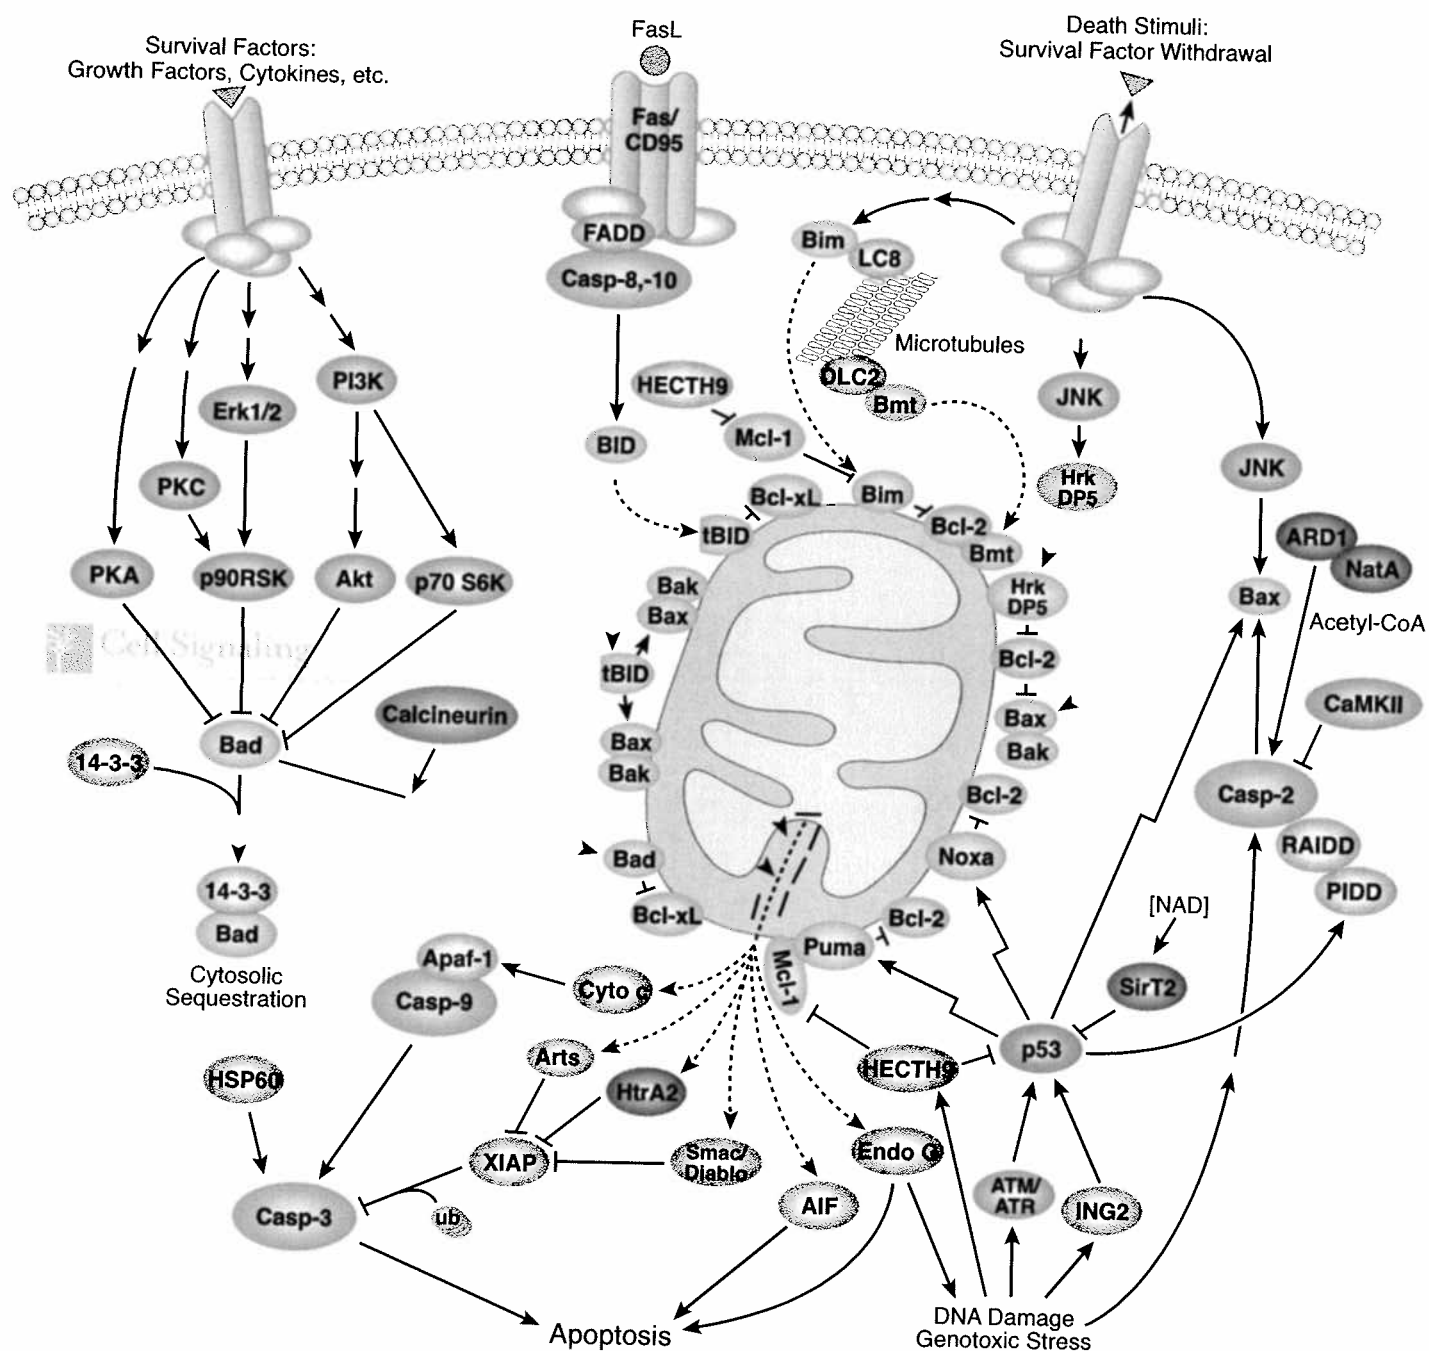 Survival Factors:
Growth Factors, Cytokines, etc.
FasL
Death Stimuli:
Survival Factor Withdrawal
Fas/
CD95
FADD
Casp-8,-10
Bim
LC8
Microtubules
DLC2
Bmt
PI3K
Erk1/2
HECTH9
JNK
BID
Mcl-1
PKC
JNK
Hrk
DP5
Bcl-xL
Bim
Bcl-2
Bmt
tBID
ARD1
NatA
PKA
p90RSK
Akt
p70 S6K
Bak
Bax
Hrk
DP5
Bax
Acetyl-CoA
Cell Signaling
tBID
Bcl-2
Calcineurin
Bax
Bak
CaMKII
Bad
14-3-3
Bax
Bak
Bcl-2
Casp-2
RAIDD
PIDD
Bad
Noxa
14-3-3
Bad
Cytosolic
Sequestration
Bcl-xL
Bcl-2
Puma
Mcl-1
[NAD]
SirT2
Apaf-1
Casp-9
Cyto c
p53
HECTH9
Arts
HtrA2
HSP60
XIAP
Smac/
Diablo
Endo G
AIF
ATM/
ATR
ING2
Casp-3
ub
Apoptosis
DNA Damage
Genotoxic Stress